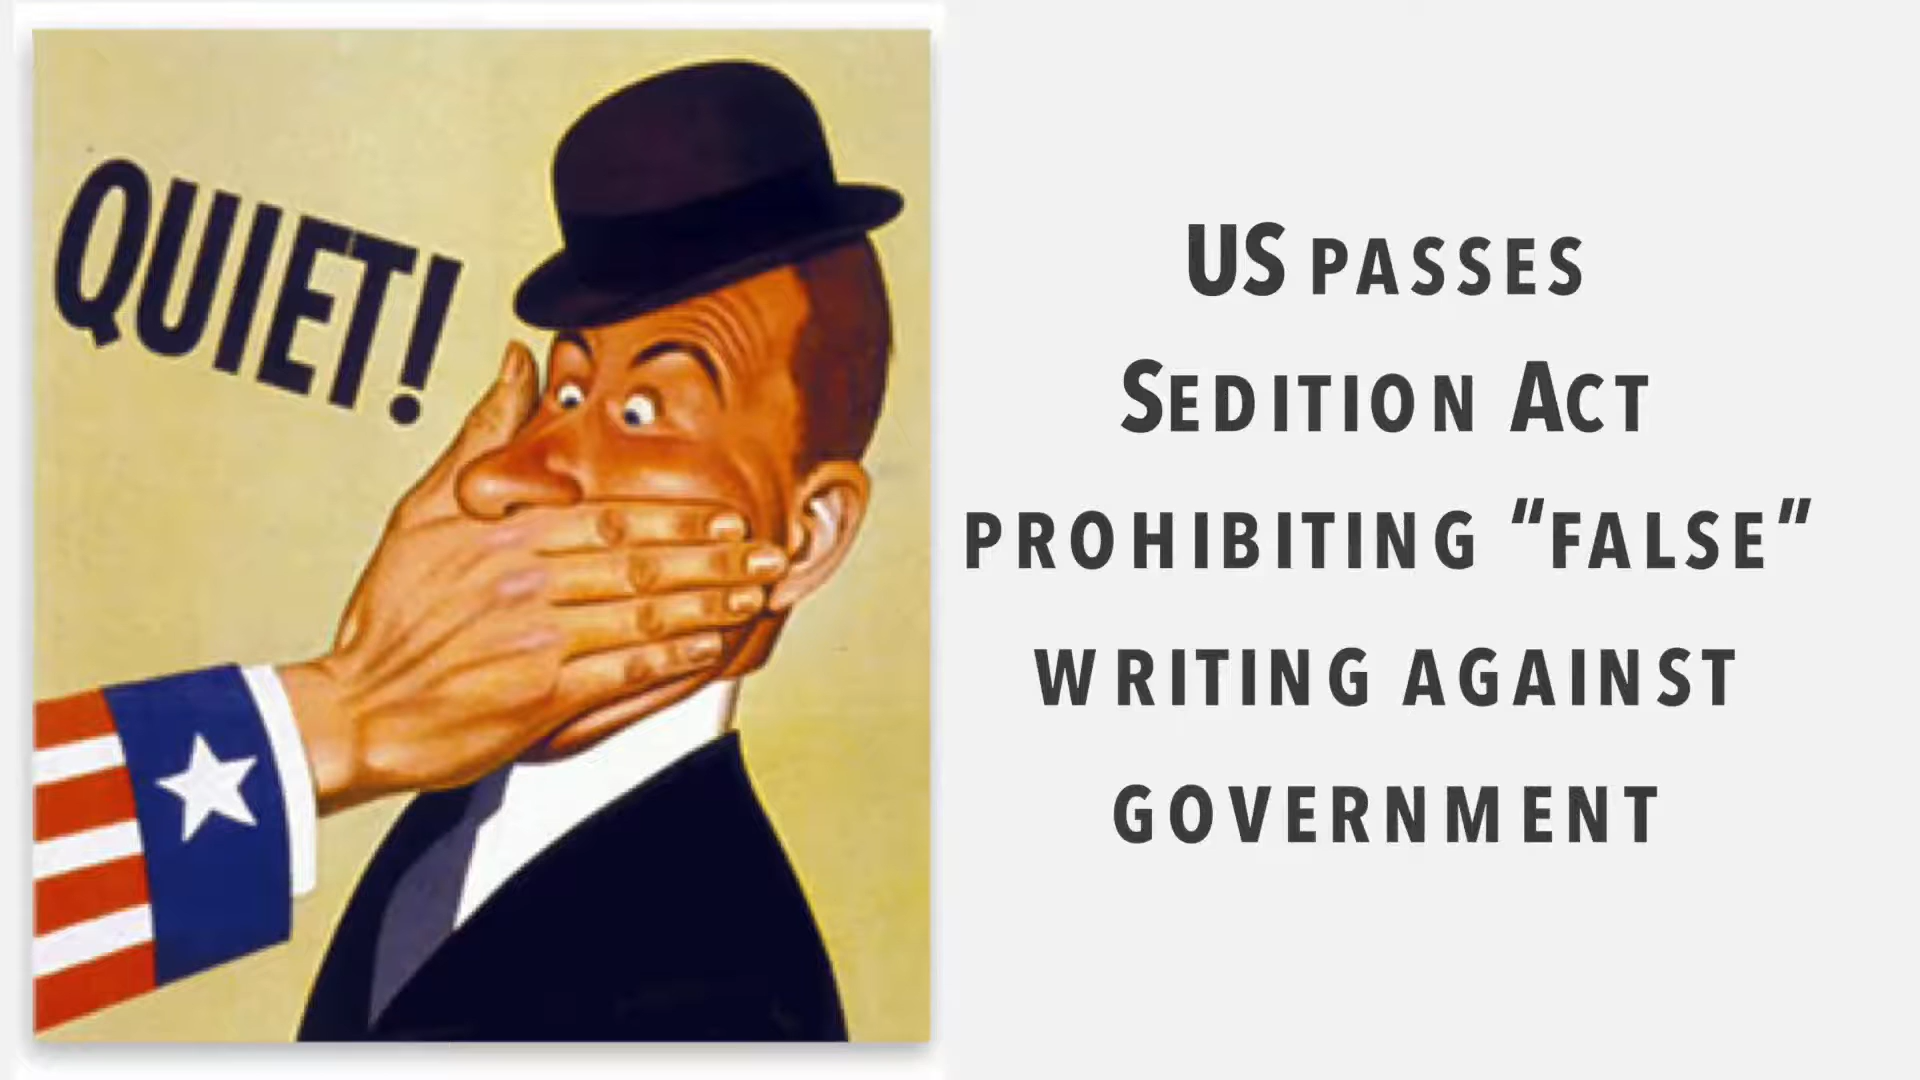 QUIET!
US PASSES
SEDITION ACT
PROHIBITING “FALSE”
WRITING AGAINST
GOVERNMENT